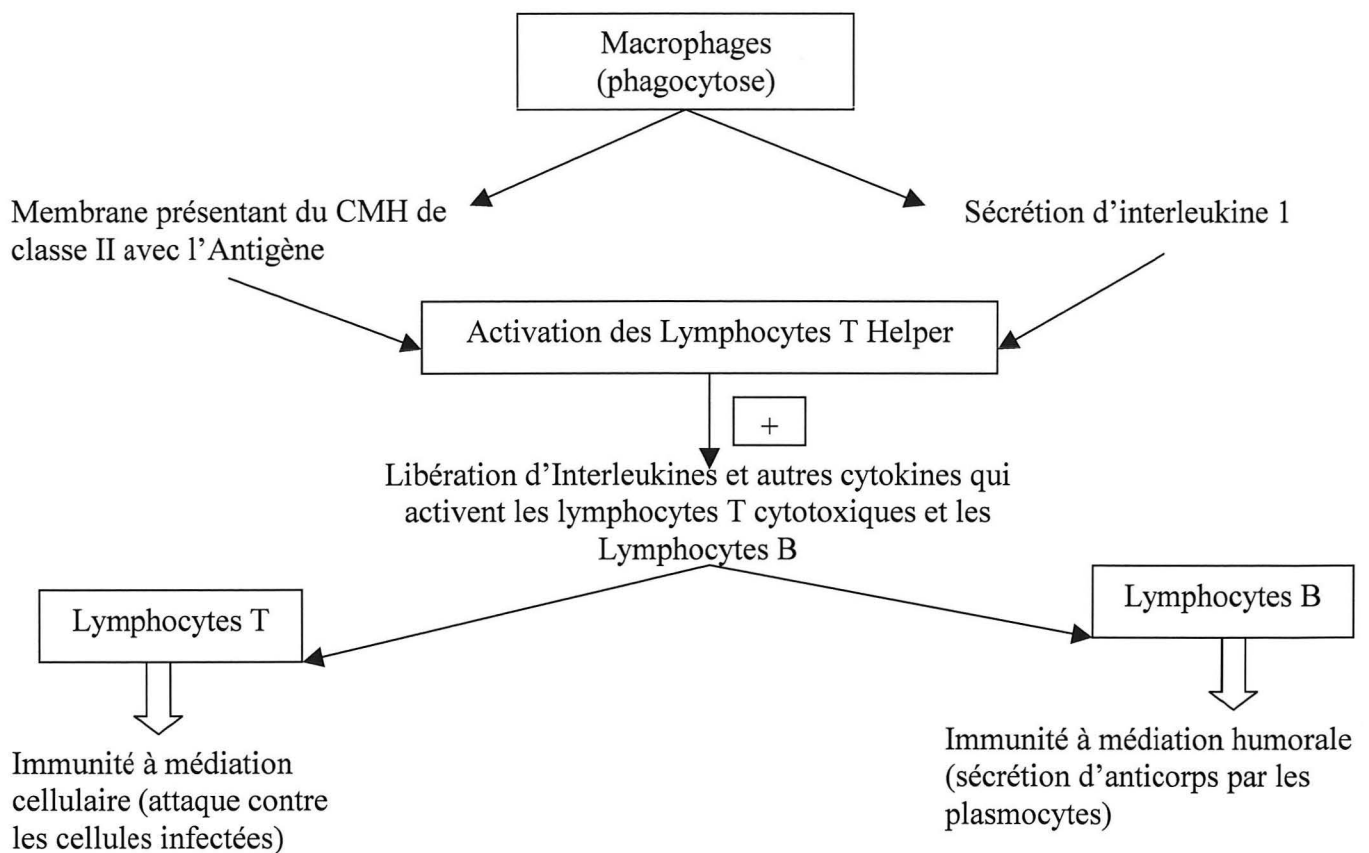 Macrophages
(phagocytose)
Membrane présentant du CMH de
classe II avec l’Antigène
Sécrétion d’interleukine 1
Activation des Lymphocytes T Helper
+
Libération d’Interleukines et autres cytokines qui
activent les lymphocytes T cytotoxiques et les
Lymphocytes B
Lymphocytes T
Lymphocytes B
Immunité à médiation
cellulaire (attaque contre
les cellules infectées)
Immunité à médiation humorale
(sécrétion d’anticorps par les
plasmocytes)